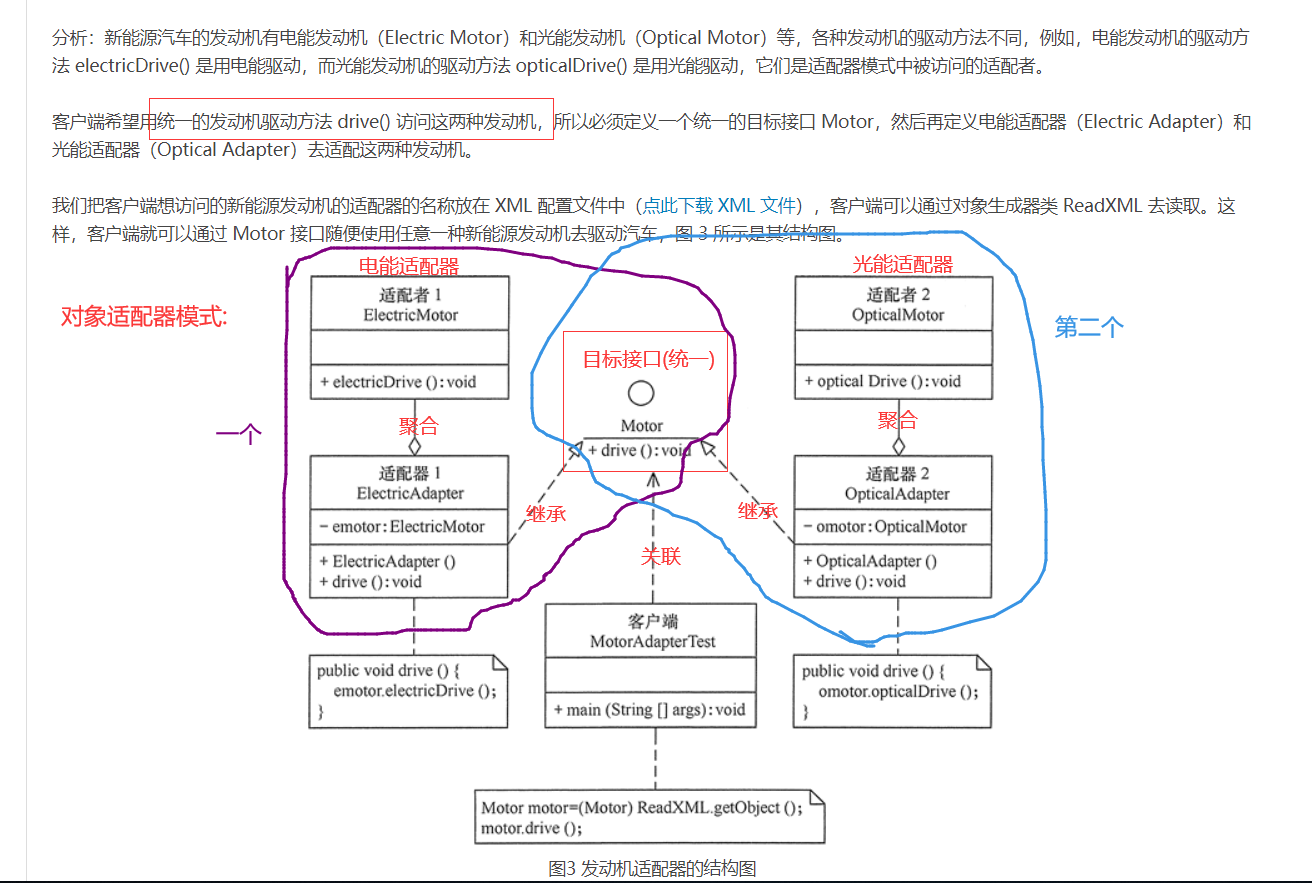 分析：新能源汽车的发动机有电能发动机（Electric Motor）和光能发动机（Optical Motor）等，各种发动机的驱动方法不同，例如，电能发动机的驱动方
法 electricDrive() 是用电能驱动，而光能发动机的驱动方法 opticalDrive() 是用光能驱动，它们是适配器模式中被访问的适配者。
客户端希望用统一的发动机驱动方法 drive() 访问这两种发动机，所以必须定义一个统一的目标接口 Motor，然后再定义电能适配器（Electric Adapter）和
光能适配器（Optical Adapter）去适配这两种发动机。
我们把客户端想访问的新能源发动机的适配器的名称放在 XML 配置文件中（点此下载 XML 文件），客户端可以通过对象生成器类 ReadXML 去读取。这
样，客户端就可以通过 Motor 接口随便使用任意一种新能源发动机去驱动汽车，图 3 所示是其结构图。
对象适配器模式:
一个
电能适配器
适配者 1
ElectricMotor
+ electricDrive ():void
聚合
适配器 1
ElectricAdapter
- emotor:ElectricMotor
+ ElectricAdapter ()
+ drive ():void
public void drive () {
emotor.electricDrive ();
}
目标接口(统一)
Motor
+ drive ():void
继承
继承
关联
客户端
MotorAdapterTest
+ main (String [] args):void
Motor motor=(Motor) ReadXML.getObject ();
motor.drive ();
光能适配器
适配者 2
OpticalMotor
+ optical Drive ():void
聚合
适配器 2
OpticalAdapter
- omotor:OpticalMotor
+ OpticalAdapter ()
+ drive ():void
public void drive () {
omotor.opticalDrive ();
}
第二个
图3 发动机适配器的结构图